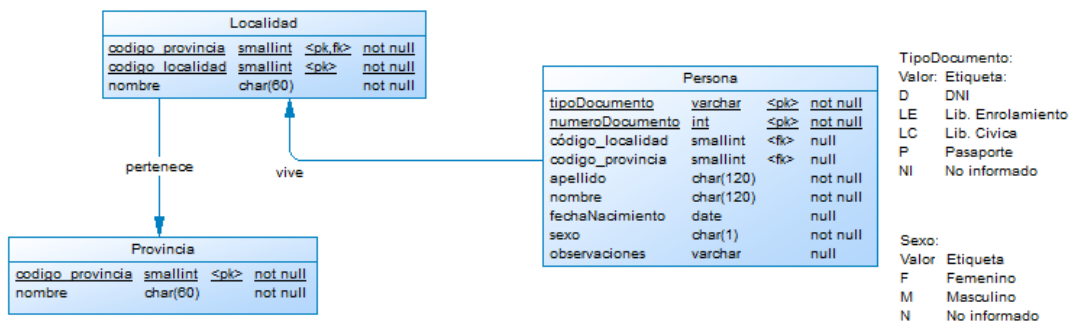 Localidad
codigo_provincia smallint <pk,fk> not null
codigo_localidad smallint <pk> not null
nombre char(60) not null
pertenece
vive
Provincia
codigo_provincia smallint <pk> not null
nombre char(60) not null
Persona
tipoDocumento varchar <pk> not null
numeroDocumento int <pk> not null
código_localidad smallint <fk> null
codigo_provincia smallint <fk> null
apellido char(120) not null
nombre char(120) not null
fechaNacimiento date null
sexo char(1) not null
observaciones varchar null
TipoDocumento:
Valor: Etiqueta:
D DNI
LE Lib. Enrolamiento
LC Lib. Civica
P Pasaporte
NI No informado
Sexo:
Valor Etiqueta
F Femenino
M Masculino
N No informado